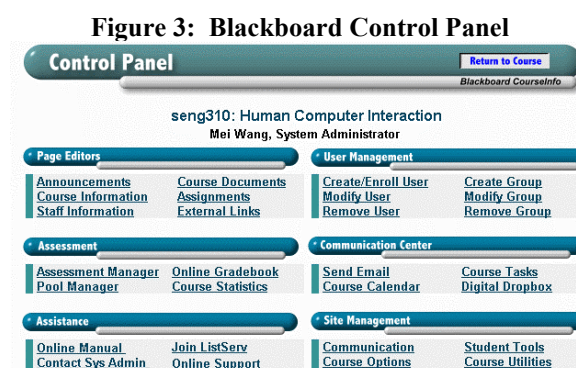 Figure 3:  Blackboard Control Panel
Control Panel
Return to Course
Blackboard CourseInfo
seng310: Human Computer Interaction
Mei Wang, System Administrator
Page Editors
Announcements Course Documents
Course Information Assignments
Staff Information External Links
User Management
Create/Enroll User Create Group
Modify User Modify Group
Remove User Remove Group
Assessment
Assessment Manager Online Gradebook
Pool Manager Course Statistics
Communication Center
Send Email Course Tasks
Course Calendar Digital Dropbox
Assistance
Online Manual Join ListServ
Contact Sys Admin Online Support
Site Management
Communication Student Tools
Course Options Course Utilities